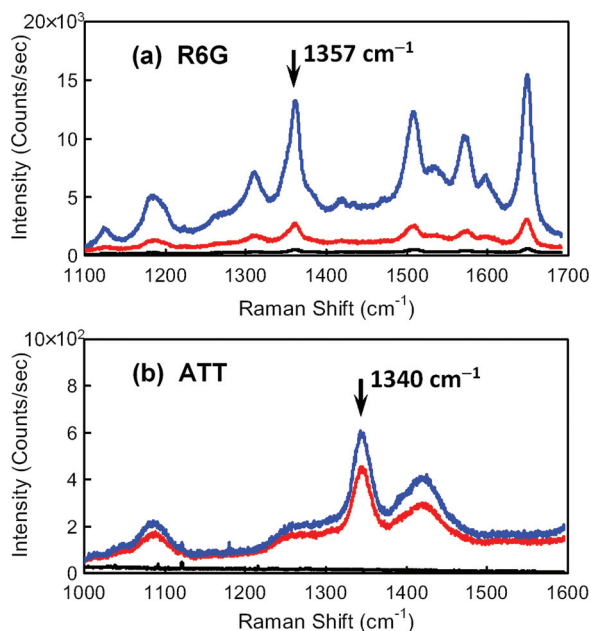 20×10³
(a) R6G
1357 cm⁻¹
15
10
5
0
Intensity (Counts/sec)
1100 1200 1300 1400 1500 1600 1700
Raman Shift (cm⁻¹)
10×10²
(b) ATT
1340 cm⁻¹
8
6
4
2
0
Intensity (Counts/sec)
1000 1100 1200 1300 1400 1500 1600
Raman Shift (cm⁻¹)